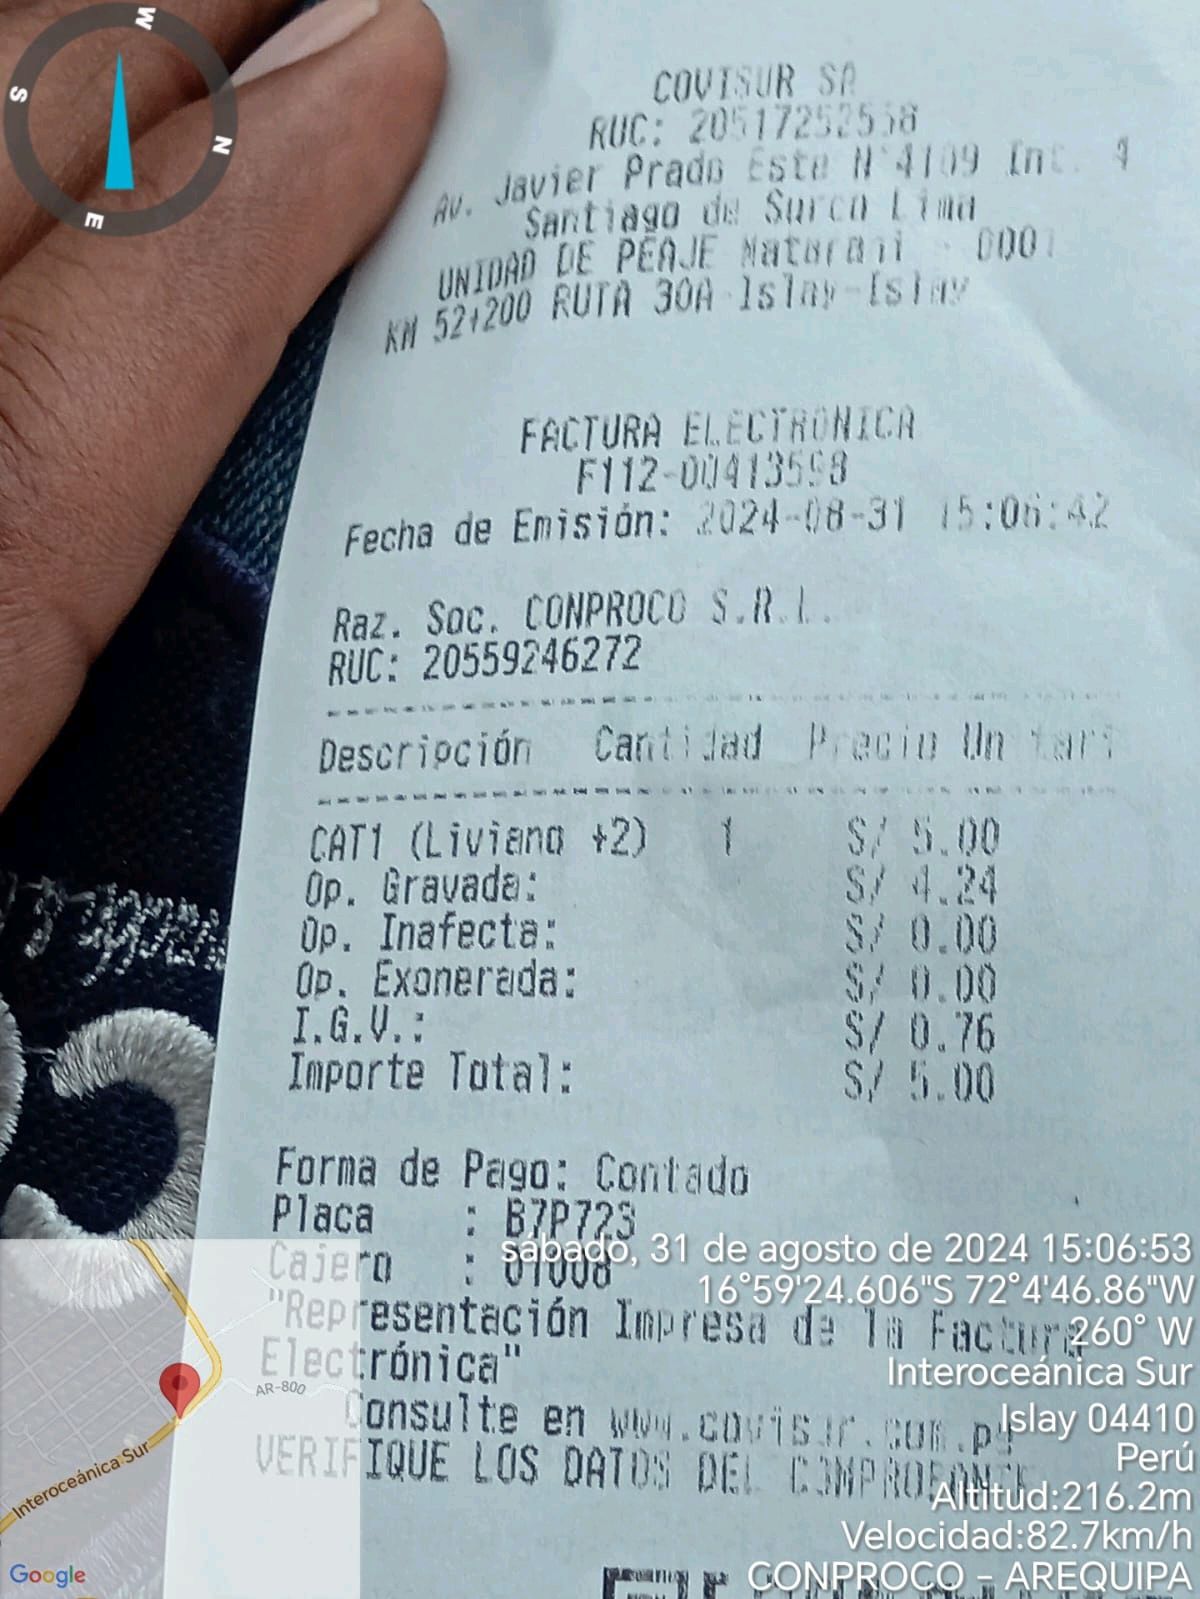 COVISUR SA
RUC: 20517252558
Av. Javier Prado Este N°4109 Int. 4
Santiago de Surco Lima
UNIDAD DE PEAJE Matarani - 0001
KM 52+200 RUTA 30A-Islay-Islay
FACTURA ELECTRONICA
F112-00413598
Fecha de Emisión: 2024-08-31 15:06:42
Raz. Soc. CONPROCO S.R.L.
RUC: 20559246272
Descripción Cantidad Precio Unitari
CAT1 (Liviano +2) 1 S/ 5.00
Op. Gravada: S/ 4.24
Op. Inafecta: S/ 0.00
Op. Exonerada: S/ 0.00
I.G.V.: S/ 0.76
Importe Total: S/ 5.00
Forma de Pago: Contado
Placa : B7P723
Cajero : 01008
"Representación Impresa de la Factura
Electrónica"
Consulte en www.covisur.com.pe
VERIFIQUE LOS DATOS DEL COMPROBANTE
W
S
N
E
sábado, 31 de agosto de 2024 15:06:53
16°59'24.606"S 72°4'46.86"W
260° W
Interoceánica Sur
Islay 04410
Perú
Altitud:216.2m
Velocidad:82.7km/h
CONPROCO - AREQUIPA
AR-800
Interoceánica Sur
Google